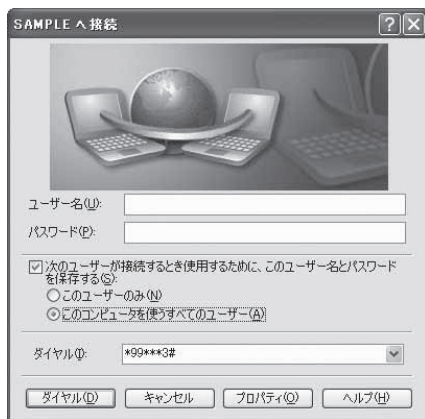 SAMPLE へ接続
ユーザー名(U):
パスワード(P):
次のユーザーが接続するとき使用するために、このユーザー名とパスワード
を保存する(S):
このユーザーのみ(N)
このコンピュータを使うすべてのユーザー(A)
ダイヤル(I): *99***3#
ダイヤル(D) キャンセル プロパティ(O) ヘルプ(H)